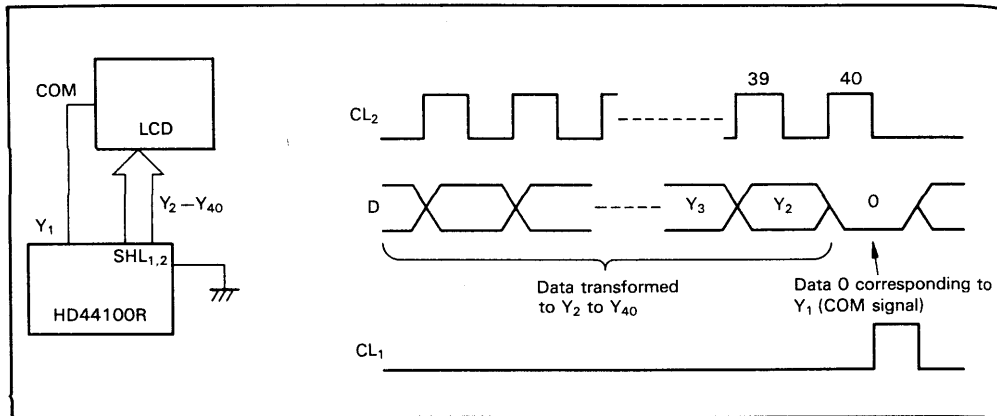 COM
LCD
Y1
Y2–Y40
SHL1,2
HD44100R
39 40
CL2
D Y3 Y2 0
Data transformed
to Y2 to Y40
Data 0 corresponding to
Y1 (COM signal)
CL1